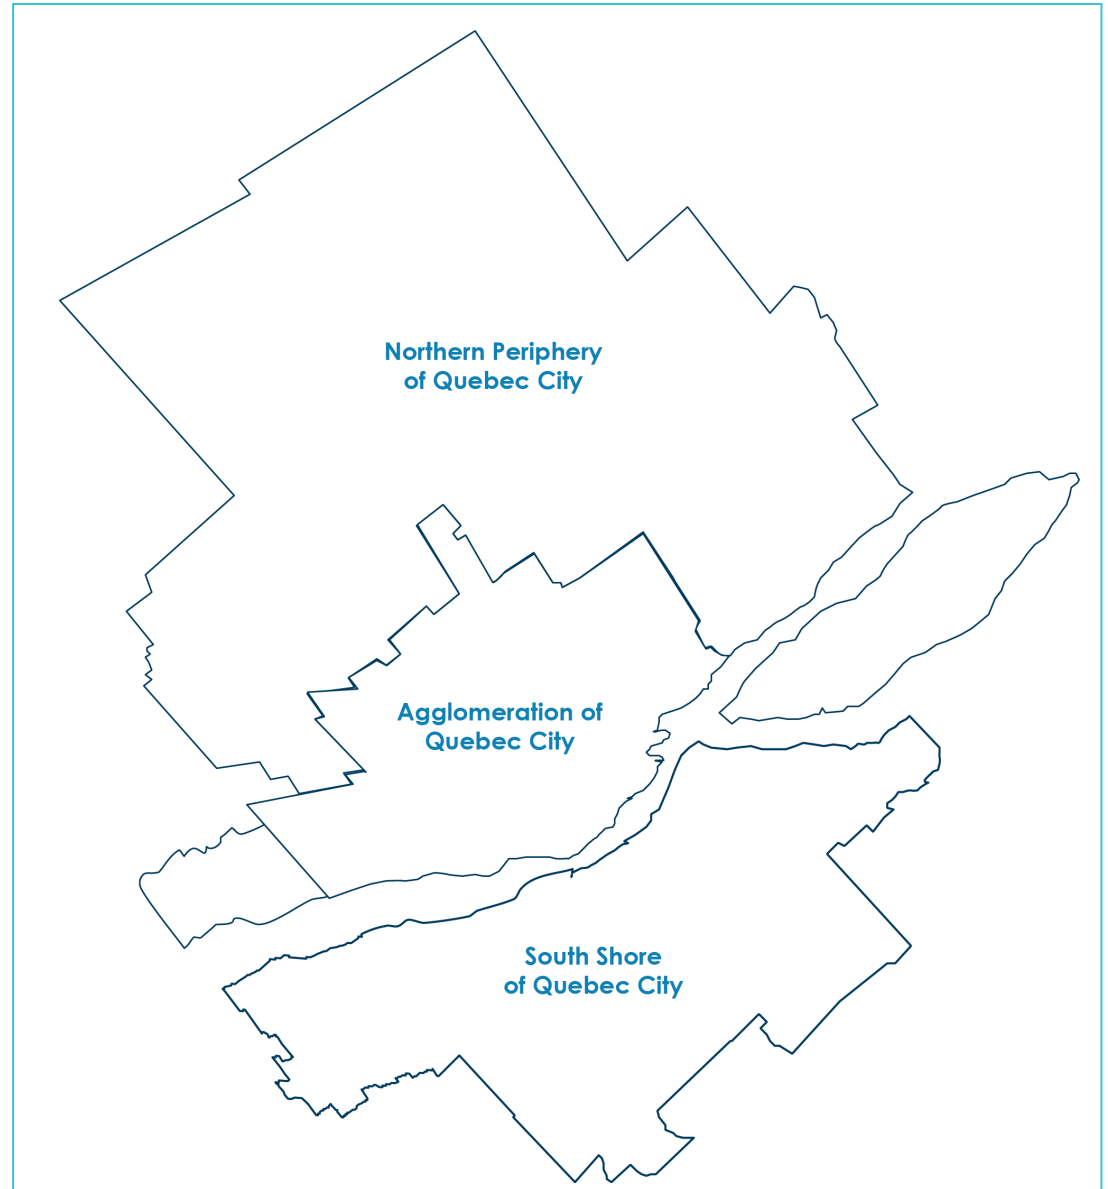 Northern Periphery
of Quebec City
Agglomeration of
Quebec City
South Shore
of Quebec City